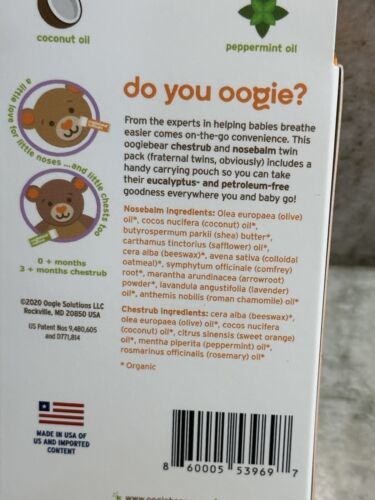 coconut oil
peppermint oil
a little love for little noses ...and little chests too
0 + months
3 + months chestrub
©2020 Oogie Solutions LLC
Rockville, MD 20850 USA
US Patent Nos 9,480,605
and D771,814
MADE IN USA OF
US AND IMPORTED
CONTENT
do you oogie?
From the experts in helping babies breathe
easier comes on-the-go convenience. This
oogiebear chestrub and nosebalm twin
pack (fraternal twins, obviously) includes a
handy carrying pouch so you can take
their eucalyptus- and petroleum-free
goodness everywhere you and baby go!
Nosebalm ingredients: Olea europaea (olive)
oil*, cocos nucifera (coconut) oil*,
butyrospermum parkii (shea) butter*,
carthamus tinctorius (safflower) oil*,
cera alba (beeswax)*, avena sativa (colloidal
oatmeal)*, symphytum officinale (comfrey)
root*, marantha arundinacea (arrowroot)
powder*, lavandula angustifolia (lavender)
oil*, anthemis nobilis (roman chamomile) oil*
Chestrub ingredients: cera alba (beeswax)*,
olea europaea (olive) oil*, cocos nucifera
(coconut) oil*, citrus sinensis (sweet orange)
oil*, mentha piperita (peppermint) oil*,
rosmarinus officinalis (rosemary) oil*
* Organic
8 60005 53969 7